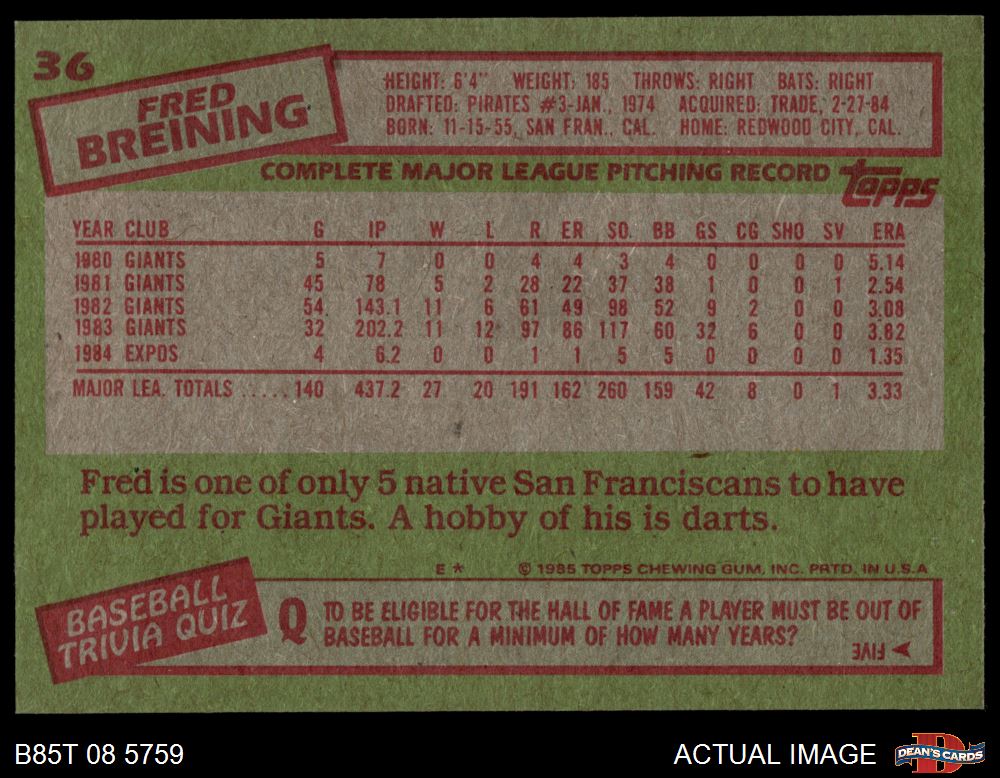 36
FRED
BREINING
HEIGHT: 6'4" WEIGHT: 185 THROWS: RIGHT BATS: RIGHT
DRAFTED: PIRATES #3-JAN., 1974 ACQUIRED: TRADE, 2-27-84
BORN: 11-15-55, SAN FRAN., CAL. HOME: REDWOOD CITY, CAL.
COMPLETE MAJOR LEAGUE PITCHING RECORD topps
YEAR CLUB G IP W L R ER SO. BB GS CG SHO SV ERA
1980 GIANTS 5 7 0 0 4 4 3 4 0 0 0 0 5.14
1981 GIANTS 45 78 5 2 28 22 37 38 1 0 0 1 2.54
1982 GIANTS 54 143.1 11 6 61 49 98 52 9 2 0 0 3.08
1983 GIANTS 32 202.2 11 12 97 86 117 60 32 6 0 0 3.82
1984 EXPOS 4 6.2 0 0 1 1 5 5 0 0 0 0 1.35
MAJOR LEA. TOTALS ..... 140 437.2 27 20 191 162 260 159 42 8 0 1 3.33
Fred is one of only 5 native San Franciscans to have
played for Giants. A hobby of his is darts.
E * © 1985 TOPPS CHEWING GUM, INC. PRTD. IN U.S.A
BASEBALL
TRIVIA QUIZ
Q TO BE ELIGIBLE FOR THE HALL OF FAME A PLAYER MUST BE OUT OF
BASEBALL FOR A MINIMUM OF HOW MANY YEARS?
FIVE
B85T 08 5759
ACTUAL IMAGE
D
DEAN'S CARDS